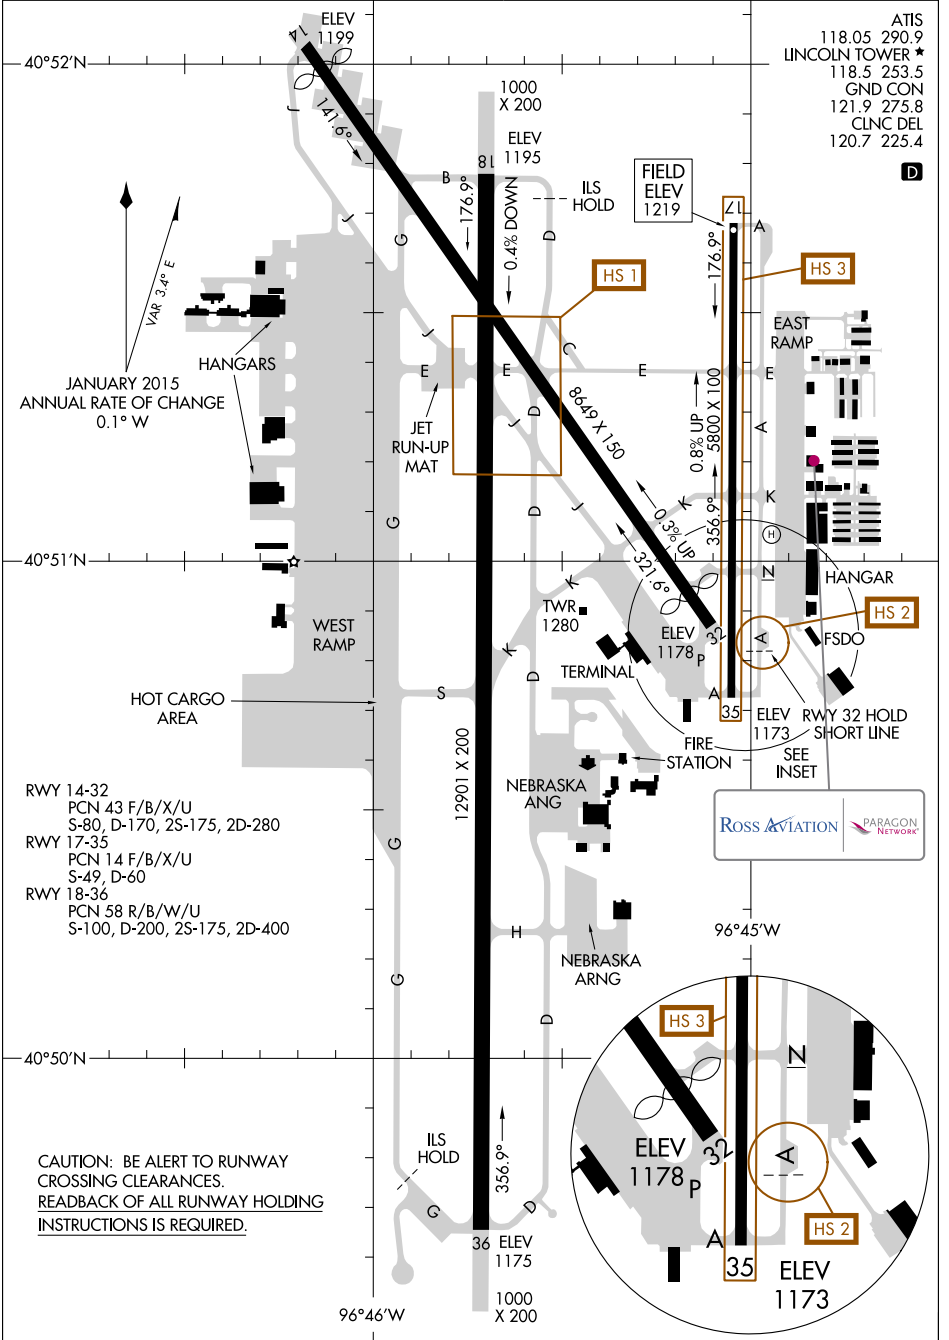 ELEV
1199
14
ATIS
118.05 290.9
LINCOLN TOWER ★
118.5 253.5
GND CON
121.9 275.8
CLNC DEL
120.7 225.4
D
40°52'N
1000
X 200
J
141.6°
ELEV
1195
18
B
176.9°
0.4% DOWN
ILS
HOLD
FIELD
ELEV
1219
17
A
176.9°
G
J
D
HS 1
HS 3
VAR 3.4° E
JANUARY 2015
ANNUAL RATE OF CHANGE
0.1° W
HANGARS
EAST
RAMP
J
C
E
E
E
E
JET
RUN-UP
MAT
D
J
8649 X 150
0.8% UP
5800 X 100
A
G
D
J
K
K
0.3% UP
356.9°
H
40°51'N
321.6°
N
HANGAR
K
TWR
1280
HS 2
WEST
RAMP
ELEV
1178
P
32
A
FSDO
K
D
TERMINAL
HOT CARGO
AREA
S
A
35
ELEV
1173
RWY 32 HOLD
SHORT LINE
FIRE
STATION
SEE
INSET
12901 X 200
NEBRASKA
ANG
RWY 14-32
PCN 43 F/B/X/U
S-80, D-170, 2S-175, 2D-280
RWY 17-35
PCN 14 F/B/X/U
S-49, D-60
RWY 18-36
PCN 58 R/B/W/U
S-100, D-200, 2S-175, 2D-400
ROSS AVIATION
PARAGON
NETWORK
G
H
96°45'W
NEBRASKA
ARNG
G
D
40°50'N
HS 3
N
ELEV
1178
P
32
A
HS 2
A
35
ELEV
1173
ILS
HOLD
356.9°
CAUTION: BE ALERT TO RUNWAY
CROSSING CLEARANCES.
READBACK OF ALL RUNWAY HOLDING
INSTRUCTIONS IS REQUIRED.
G
D
36
ELEV
1175
96°46'W
1000
X 200